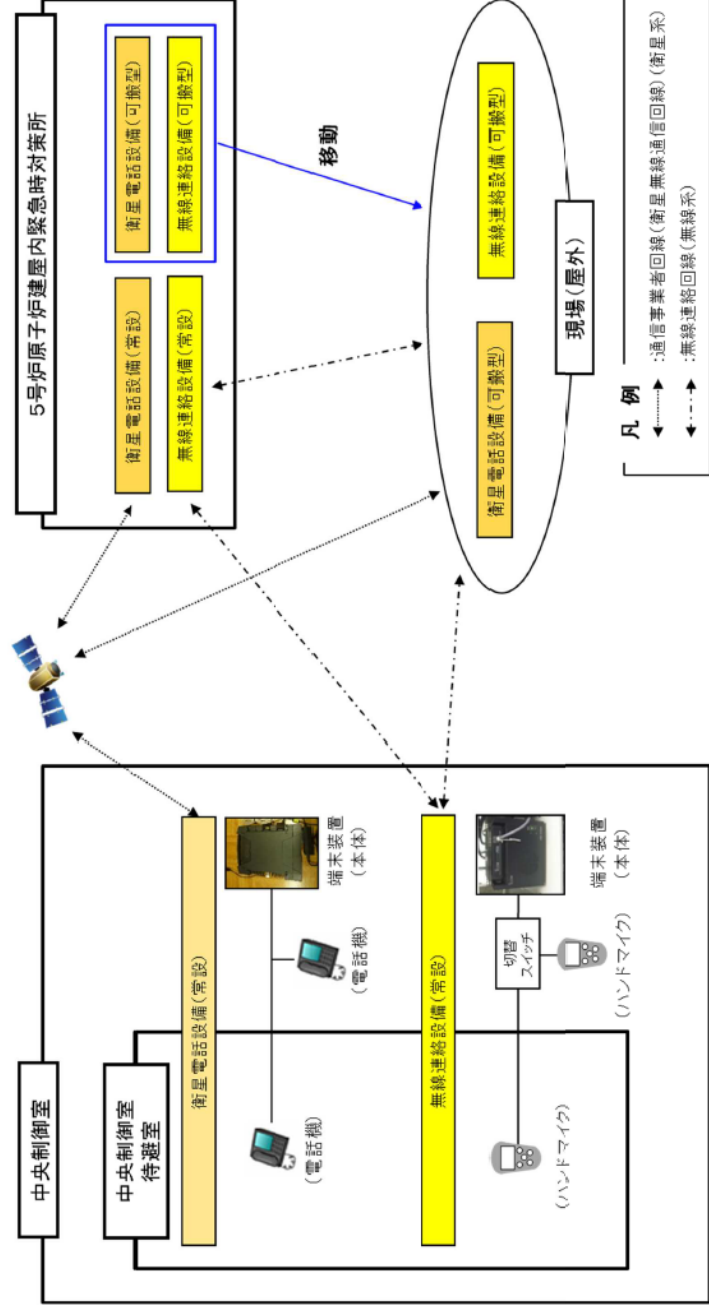 中央制御室
中央制御室
待避室
衛星電話設備(常設)
(電話機)
(電話機)
端末装置
(本体)
無線連絡設備(常設)
(ハンドマイク)
切替
スイッチ
(ハンドマイク)
端末装置
(本体)
5号炉原子炉建屋内緊急時対策所
衛星電話設備(常設)
衛星電話設備(可搬型)
無線連絡設備(常設)
無線連絡設備(可搬型)
移動
衛星電話設備(可搬型)
無線連絡設備(可搬型)
現場(屋外)
凡 例
:通信事業者回線(衛星無線通信回線)(衛星系)
:無線連絡回線(無線系)